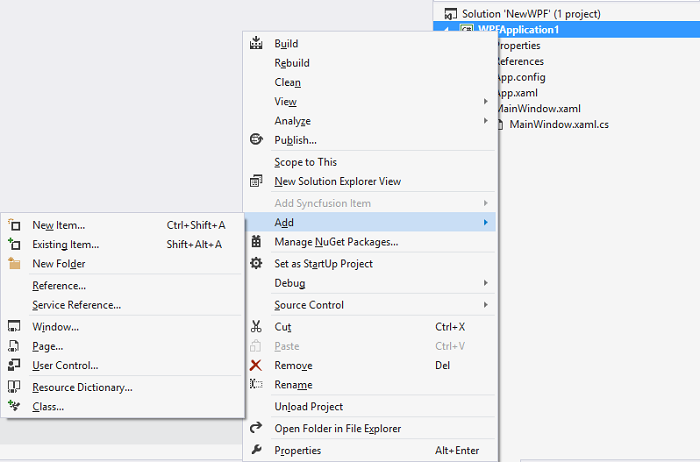 Solution 'NewWPF' (1 project)
WPFApplication1
Properties
References
App.config
App.xaml
MainWindow.xaml
MainWindow.xaml.cs
Build
Rebuild
Clean
View
Analyze
Publish...
Scope to This
New Solution Explorer View
Add Syncfusion Item
Add
Manage NuGet Packages...
Set as StartUp Project
Debug
Source Control
Cut Ctrl+X
Paste Ctrl+V
Remove Del
Rename
Unload Project
Open Folder in File Explorer
Properties Alt+Enter
New Item... Ctrl+Shift+A
Existing Item... Shift+Alt+A
New Folder
Reference...
Service Reference...
Window...
Page...
User Control...
Resource Dictionary...
Class...